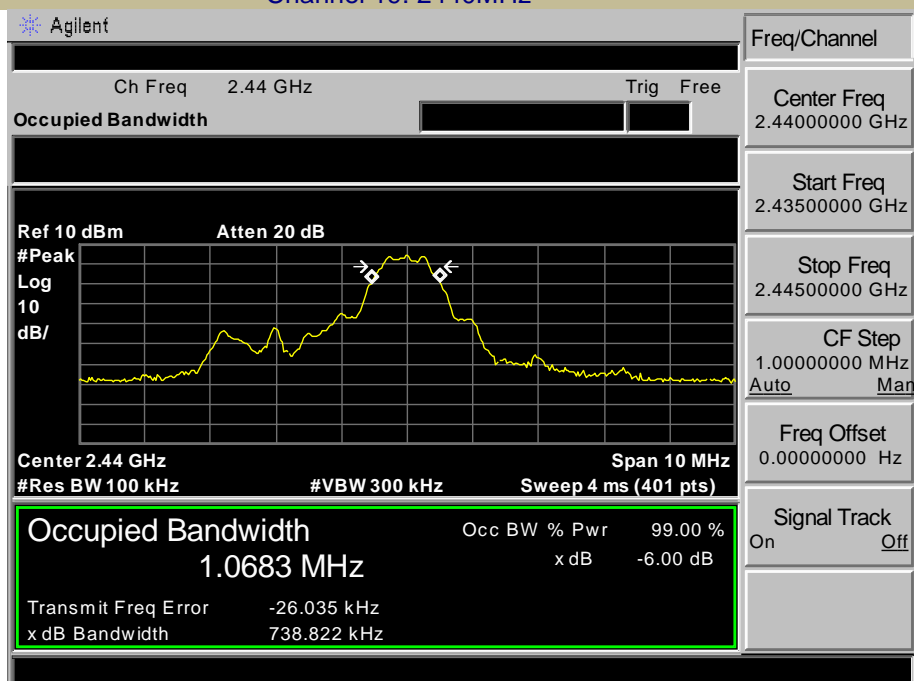 Agilent
Freq/Channel
Ch Freq 2.44 GHz Trig Free
Occupied Bandwidth
Center Freq
2.44000000 GHz
Start Freq
2.43500000 GHz
Ref 10 dBm Atten 20 dB
#Peak
Log
10
dB/
Stop Freq
2.44500000 GHz
CF Step
1.00000000 MHz
Auto Man
Freq Offset
0.00000000 Hz
Center 2.44 GHz Span 10 MHz
#Res BW 100 kHz #VBW 300 kHz Sweep 4 ms (401 pts)
Signal Track
On Off
Occupied Bandwidth Occ BW % Pwr 99.00 %
1.0683 MHz x dB -6.00 dB
Transmit Freq Error -26.035 kHz
x dB Bandwidth 738.822 kHz